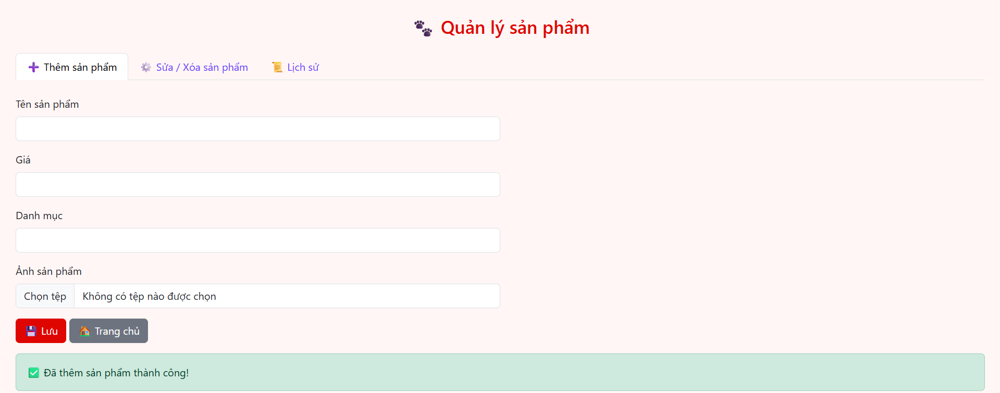 🐾 Quản lý sản phẩm
➕ Thêm sản phẩm ⚙️ Sửa / Xóa sản phẩm 📜 Lịch sử
Tên sản phẩm
Giá
Danh mục
Ảnh sản phẩm
Chọn tệp Không có tệp nào được chọn
💾 Lưu 🏠 Trang chủ
✅ Đã thêm sản phẩm thành công!